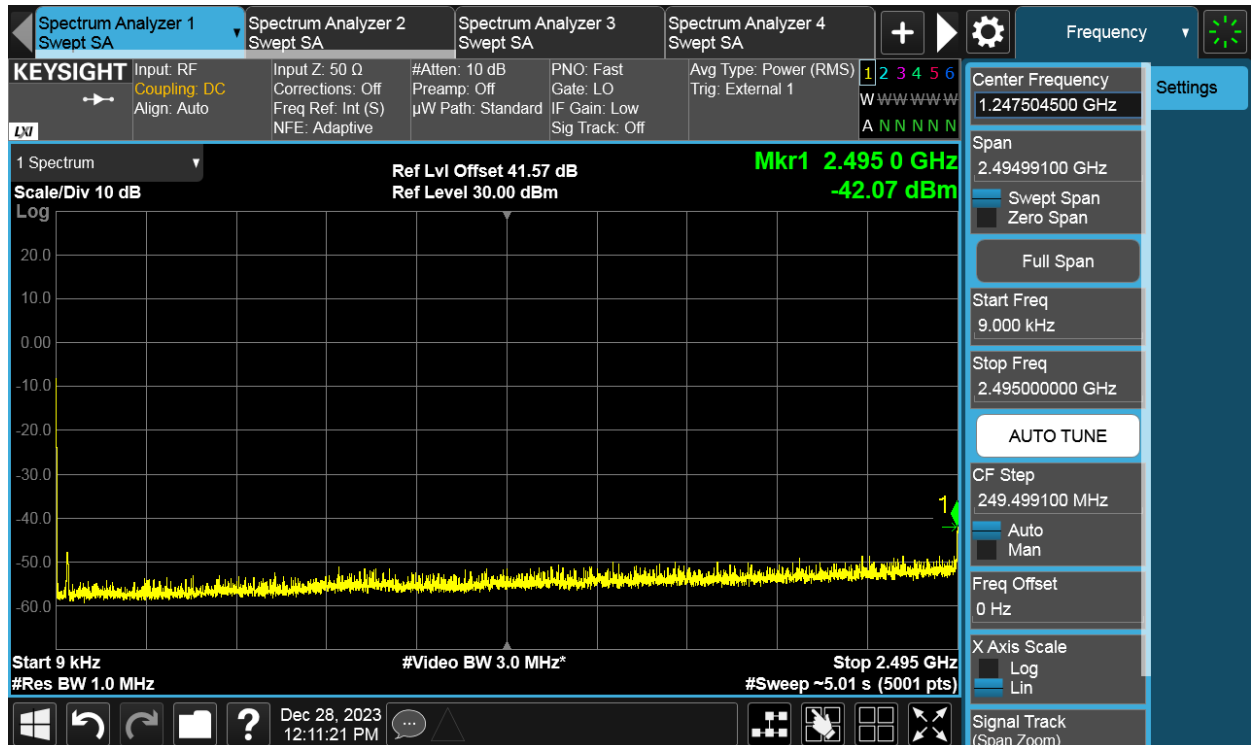 Spectrum Analyzer 1
Swept SA
Spectrum Analyzer 2
Swept SA
Spectrum Analyzer 3
Swept SA
Spectrum Analyzer 4
Swept SA
+
Frequency
KEYSIGHT
LXI
Input: RF
Coupling: DC
Align: Auto
Input Z: 50 Ω
Corrections: Off
Freq Ref: Int (S)
NFE: Adaptive
#Atten: 10 dB
Preamp: Off
µW Path: Standard
PNO: Fast
Gate: LO
IF Gain: Low
Sig Track: Off
Avg Type: Power (RMS)
Trig: External 1
1 2 3 4 5 6
W W W W W W
A N N N N N
1 Spectrum
Scale/Div 10 dB
Log
Ref Lvl Offset 41.57 dB
Ref Level 30.00 dBm
Mkr1 2.495 0 GHz
-42.07 dBm
20.0
10.0
0.00
-10.0
-20.0
-30.0
-40.0
-50.0
-60.0
1
Start 9 kHz
#Res BW 1.0 MHz
#Video BW 3.0 MHz*
Stop 2.495 GHz
#Sweep ~5.01 s (5001 pts)
Center Frequency
1.247504500 GHz
Span
2.49499100 GHz
Swept Span
Zero Span
Full Span
Start Freq
9.000 kHz
Stop Freq
2.495000000 GHz
AUTO TUNE
CF Step
249.499100 MHz
Auto
Man
Freq Offset
0 Hz
X Axis Scale
Log
Lin
Signal Track
(Span Zoom)
Settings
?
Dec 28, 2023
12:11:21 PM